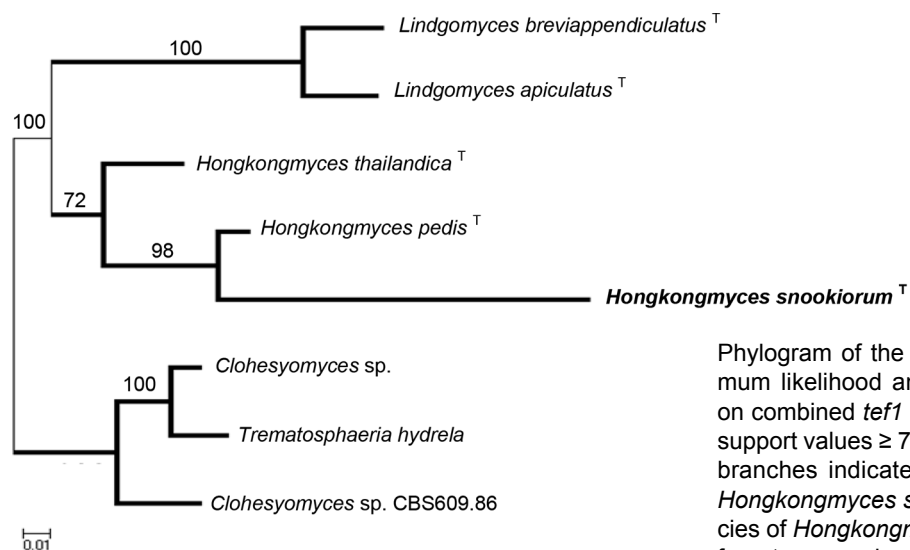 Lindgomyces breviappendiculatus T
100
Lindgomyces apiculatus T
100
Hongkongmyces thailandica T
72
Hongkongmyces pedis T
98
Hongkongmyces snookiorum T
Clohesyomyces sp.
100
Trematosphaeria hydrela
Clohesyomyces sp. CBS609.86
0.01
Phylogram of the
mum likelihood an
on combined tef1
support values ≥ 7
branches indicate
Hongkongmyces s
cies of Hongkongn